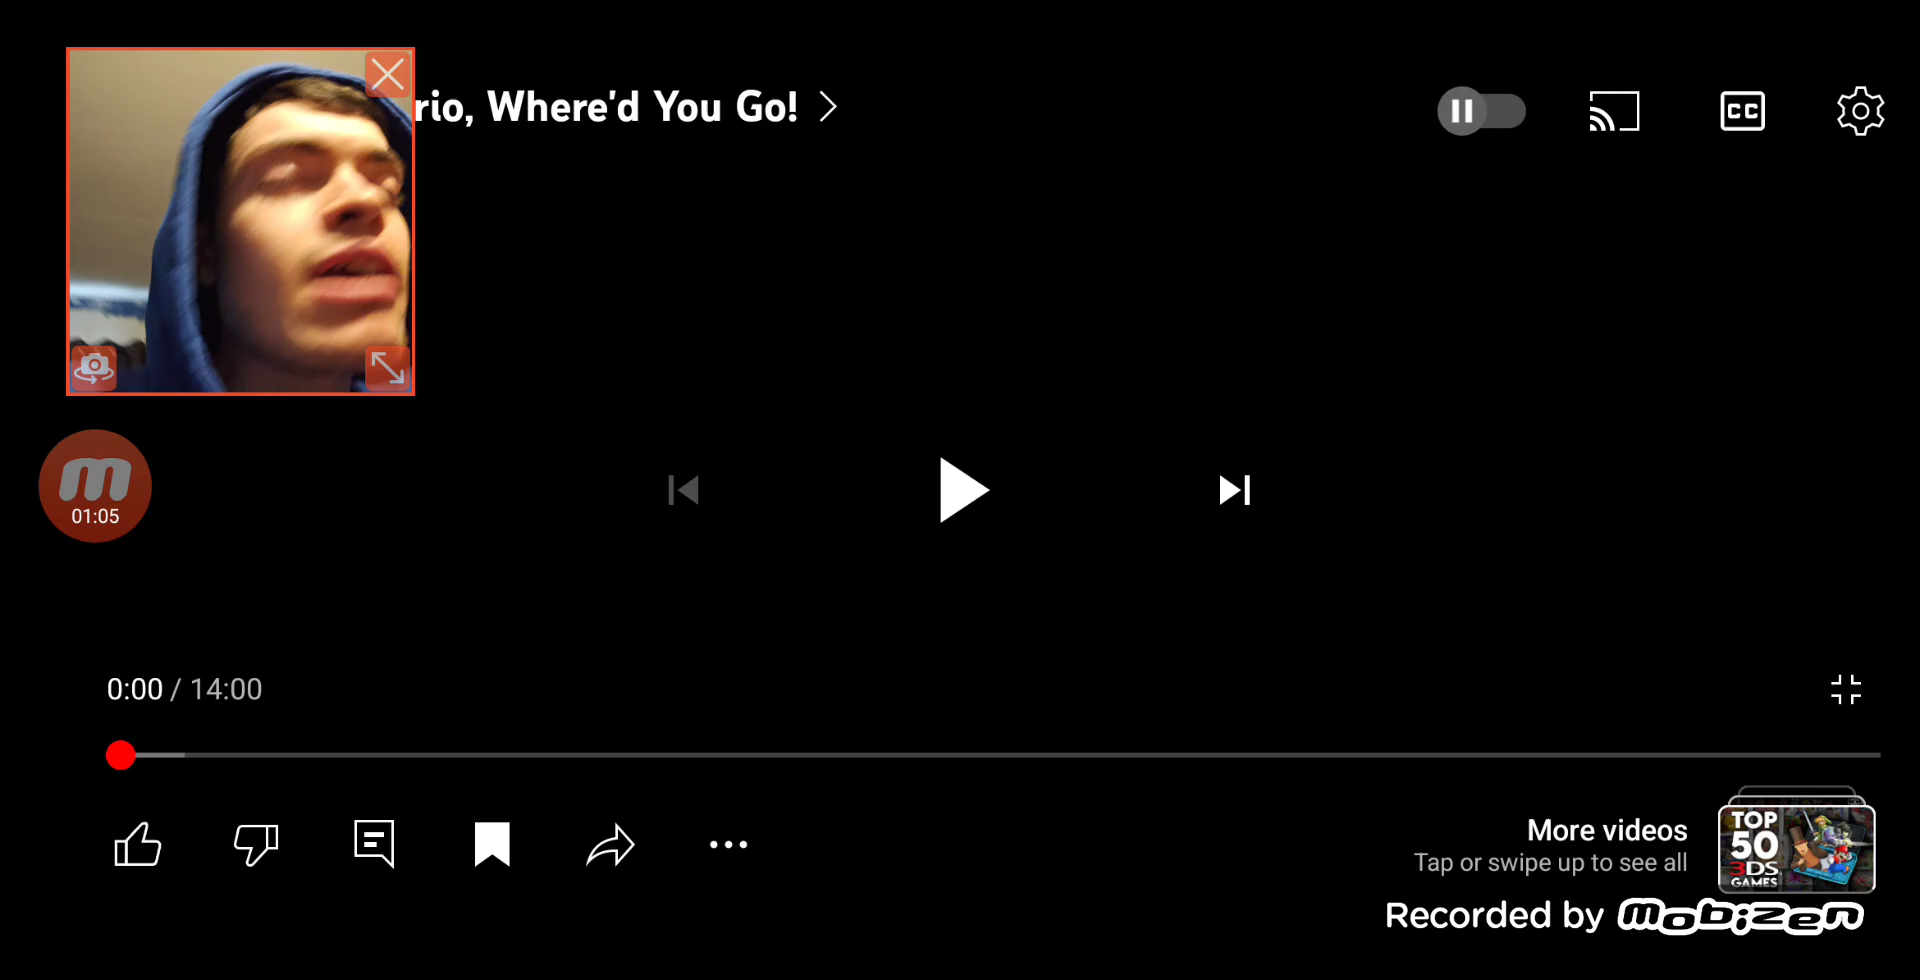 rio, Where'd You Go!
CC
m
01:05
0:00 / 14:00
More videos
Tap or swipe up to see all
TOP
50
3DS
GAMES
Recorded by mobizen